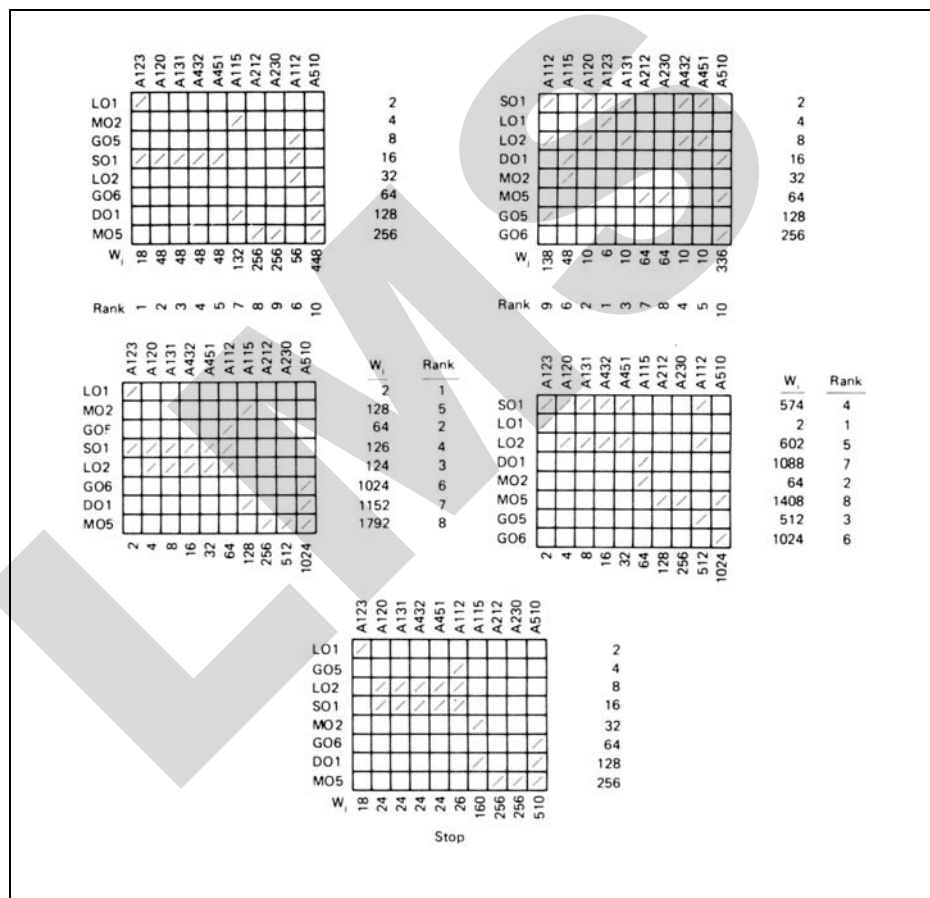 A123 A120 A131 A432 A451 A115 A212 A230 A112 A510
LO1 2
MO2 4
GO5 8
SO1 16
LO2 32
GO6 64
DO1 128
MO5 256
Wj 18 48 48 48 48 132 256 256 56 448
Rank 1 2 3 4 5 7 8 9 6 10
A112 A115 A120 A123 A131 A212 A230 A432 A451 A510
SO1 2
LO1 4
LO2 8
DO1 16
MO2 32
MO5 64
GO5 128
GO6 256
Wj 138 48 10 6 10 64 64 10 10 336
Rank 9 6 2 1 3 7 8 4 5 10
A123 A120 A131 A432 A451 A112 A115 A212 A230 A510
Wj Rank
LO1 2 1
MO2 128 5
GO5 64 2
SO1 126 4
LO2 124 3
GO6 1024 6
DO1 1152 7
MO5 1792 8
2 4 8 16 32 64 128 256 512 1024
A123 A120 A131 A432 A451 A115 A212 A230 A112 A510
Wj Rank
SO1 574 4
LO1 2 1
LO2 602 5
DO1 1088 7
MO2 64 2
MO5 1408 8
GO5 512 3
GO6 1024 6
2 4 8 16 32 64 128 256 512 1024
A123 A120 A131 A432 A451 A112 A115 A212 A230 A510
LO1 2
GO5 4
LO2 8
SO1 16
MO2 32
GO6 64
DO1 128
MO5 256
Wj 18 24 24 24 24 26 160 256 256 510
Stop
LMS